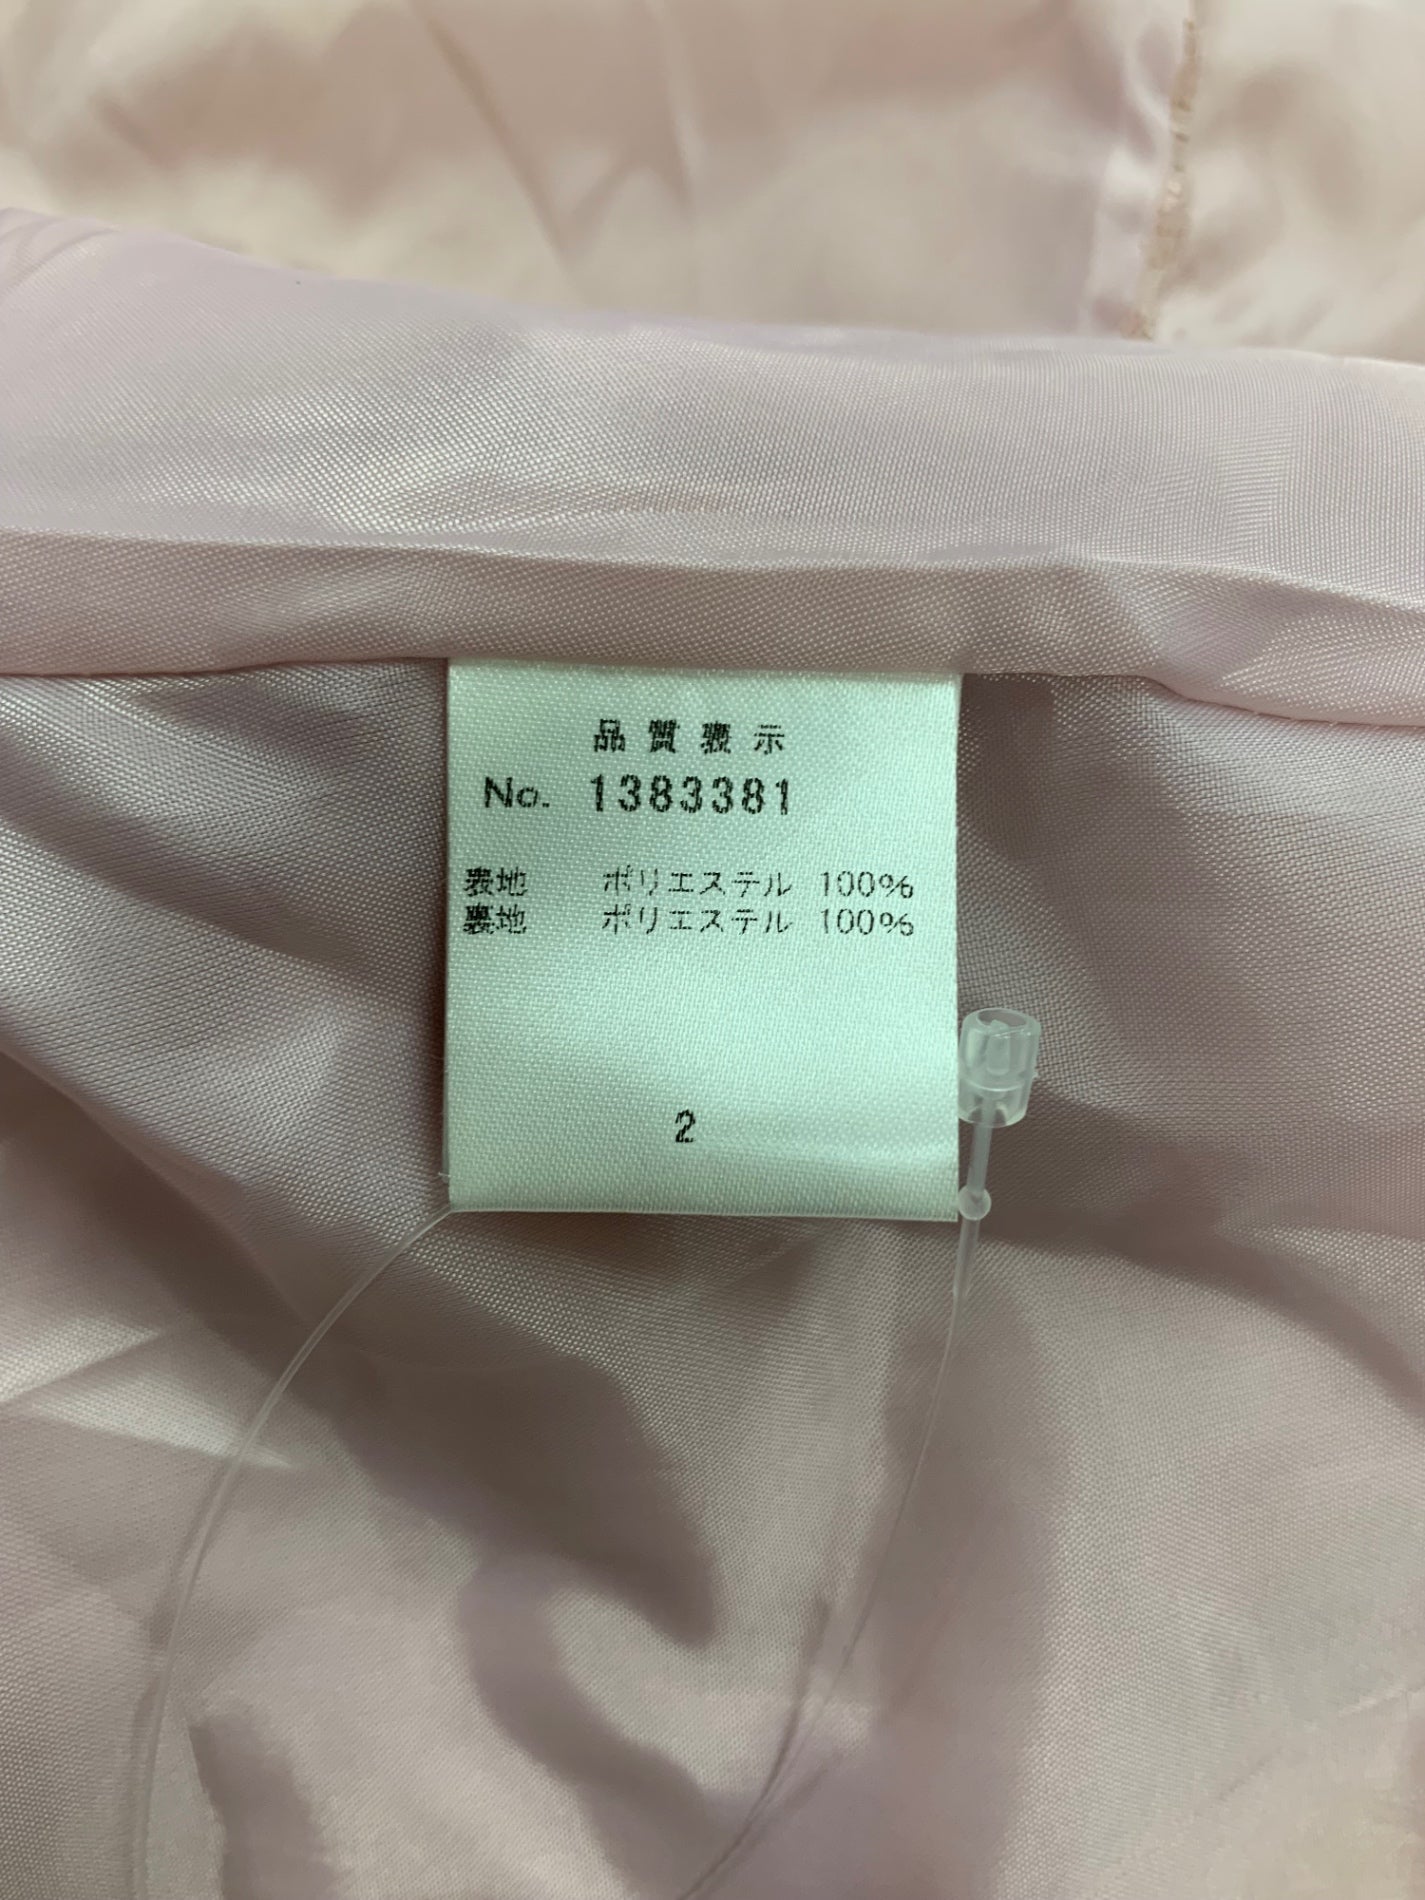 品質表示
No. 1383381
表地 ポリエステル 100%
裏地 ポリエステル 100%
2